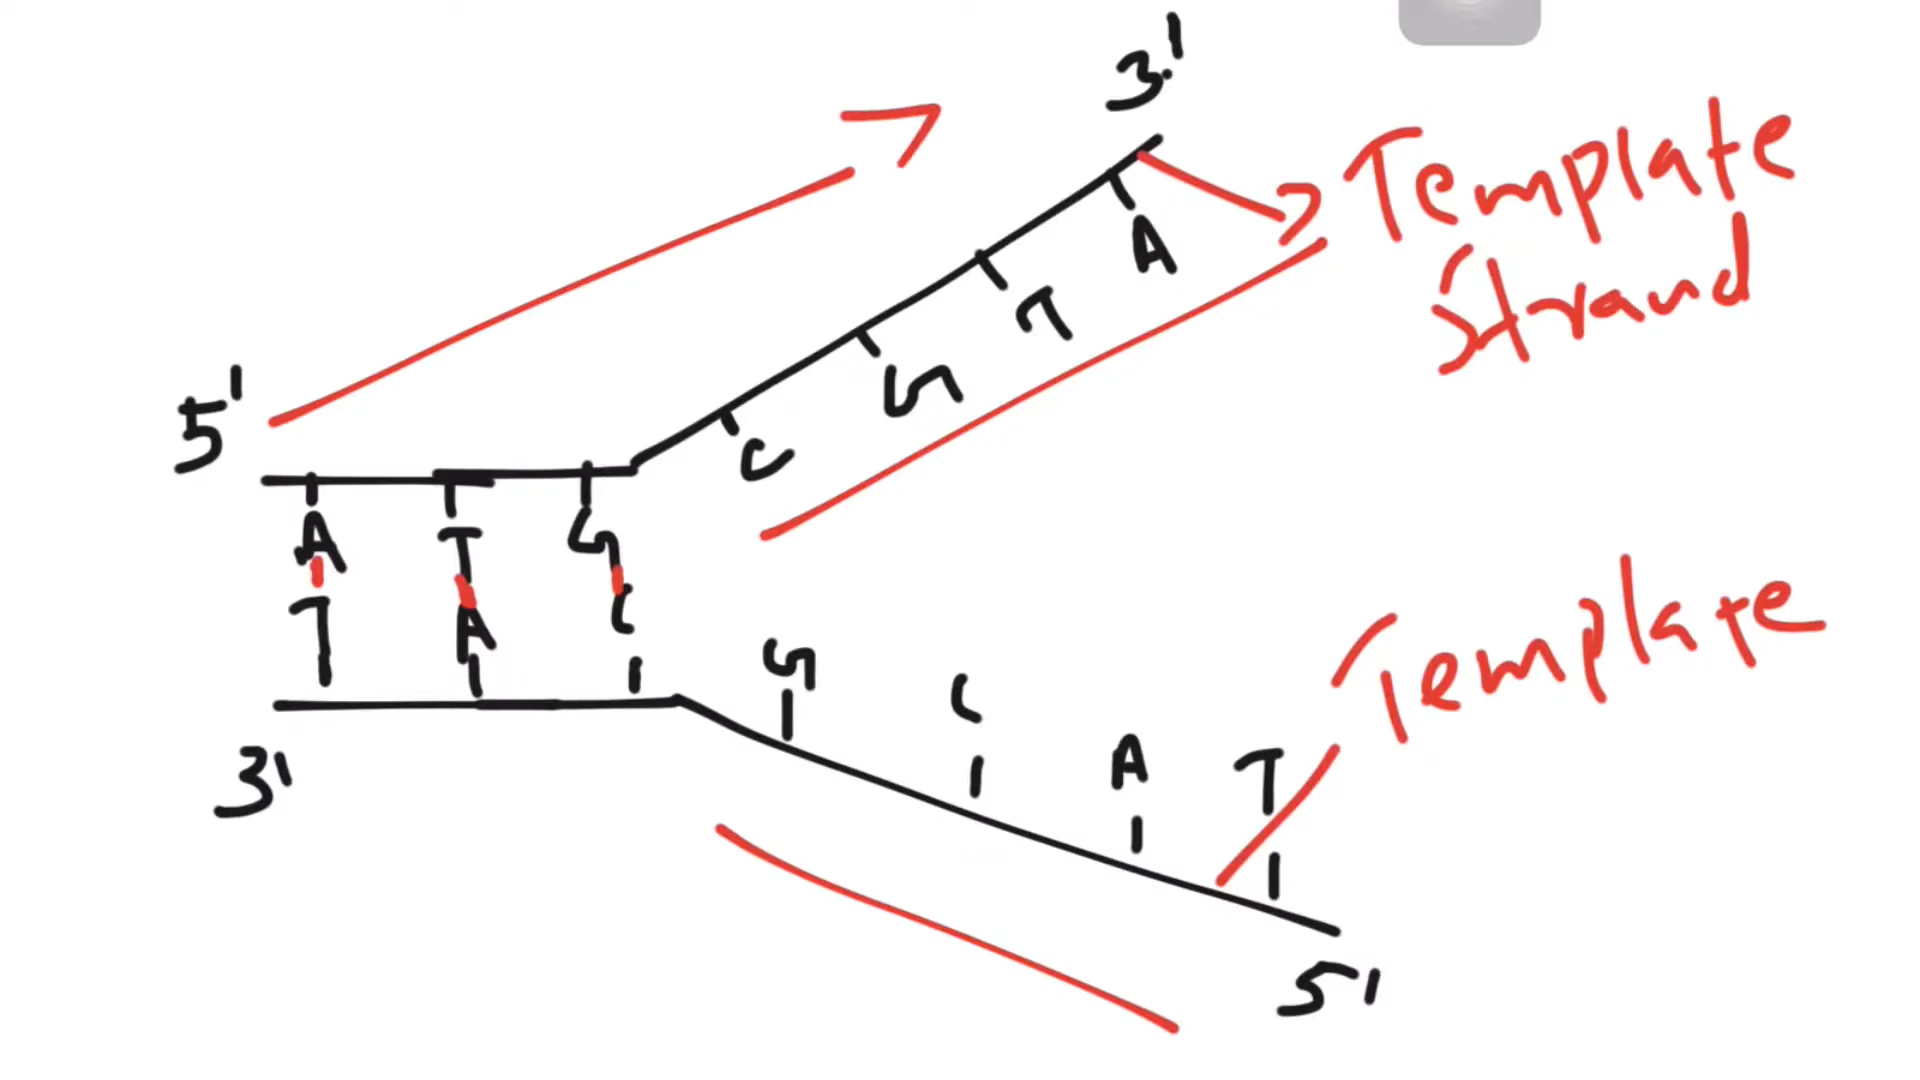 3'
Template
Strand
5'
A T G C G T A
T A C G C A T
Template
3'
5'